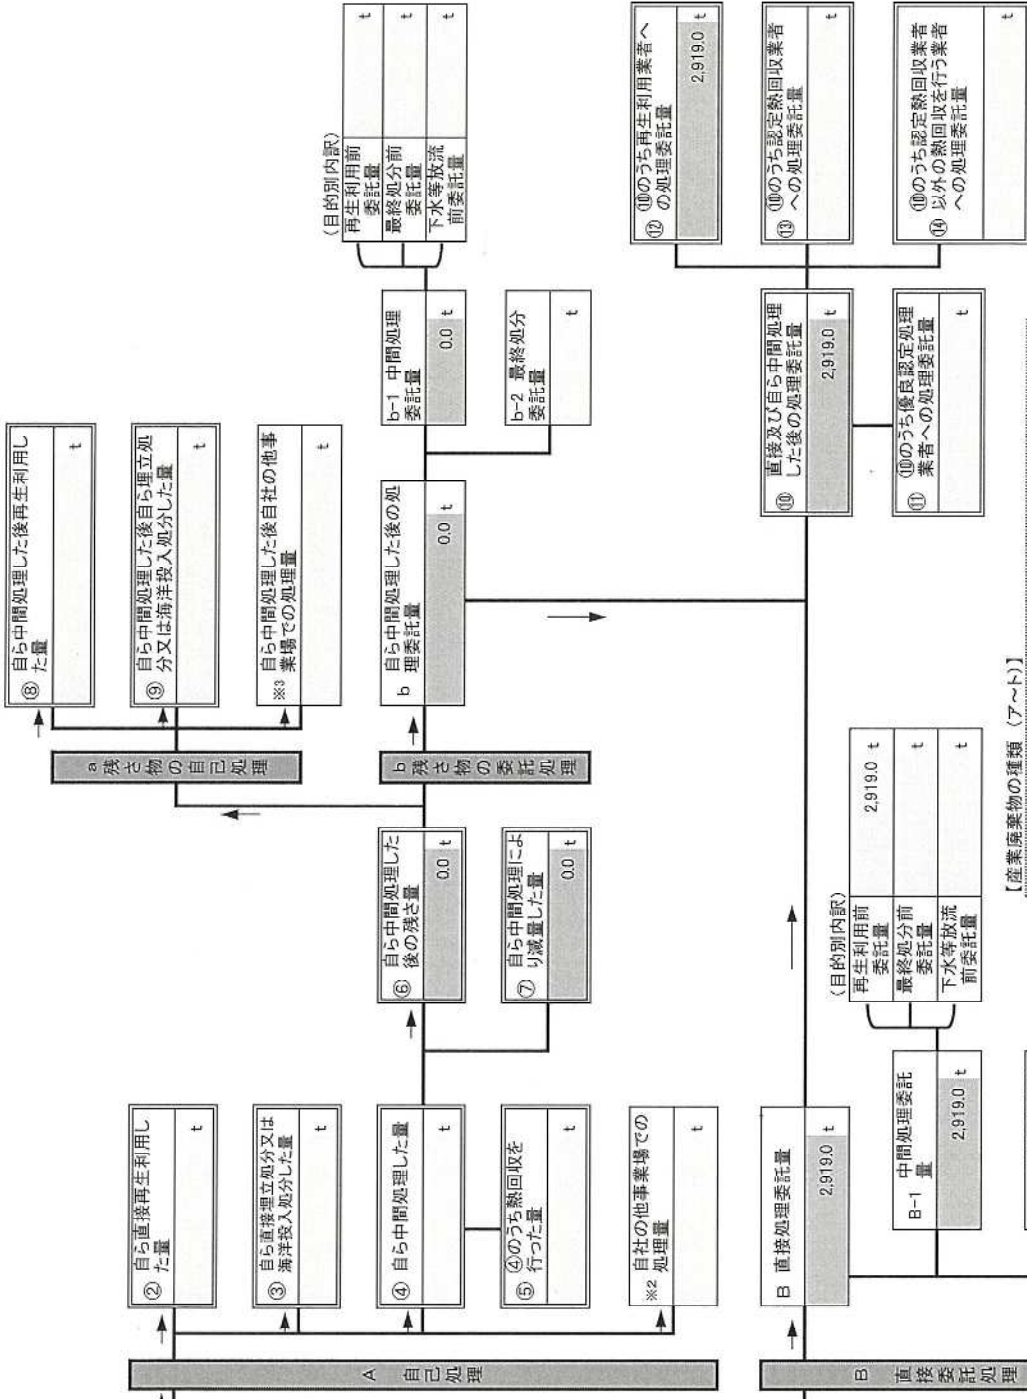 A 自己処理
② 自ら直接再生利用し
た量
t
③ 自ら直接埋立処分又は
海洋投入処分した量
t
④ 自ら中間処理した量
t
⑤ ④のうち熱回収を
行った量
t
※2 自社の他事業場での
処理量
t
⑥ 自ら中間処理した
後の残さ量
0.0 t
⑦ 自ら中間処理によ
り減量した量
0.0 t
a 残さ物の自己処理
⑧ 自ら中間処理した後再生利用し
た量
t
⑨ 自ら中間処理した後自ら埋立処
分又は海洋投入処分した量
t
※3 自ら中間処理した後自社の他事
業場での処理量
t
b 残さ物の委託処理
b 自ら中間処理した後の処
理委託量
0.0 t
b-1 中間処理
委託量
0.0 t
b-2 最終処分
委託量
t
(目的別内訳)
再生利用前
委託量
t
最終処分前
委託量
t
下水等放流
前委託量
t
B 直接委託処理
B 直接処理委託量
2,919.0 t
B-1 中間処理委託
量
2,919.0 t
(目的別内訳)
再生利用前
委託量
2,919.0 t
最終処分前
委託量
t
下水等放流
前委託量
t
⑩ 直接及び自ら中間処理
した後の処理委託量
2,919.0 t
⑪ ⑩のうち優良認定処理
業者への処理委託量
t
⑫ ⑩のうち再生利用業者へ
の処理委託量
2,919.0 t
⑬ ⑩のうち認定熱回収業者
への処理委託量
t
⑭ ⑩のうち認定熱回収業者
以外の熱回収を行う業者
への処理委託量
t
【産業廃棄物の種類 (ア~ト)】